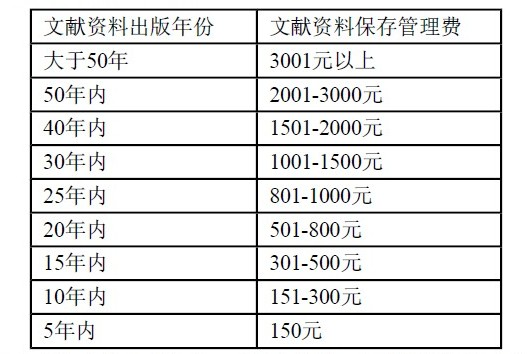 文献资料出版年份 文献资料保存管理费
大于50年 3001元以上
50年内 2001-3000元
40年内 1501-2000元
30年内 1001-1500元
25年内 801-1000元
20年内 501-800元
15年内 301-500元
10年内 151-300元
5年内 150元